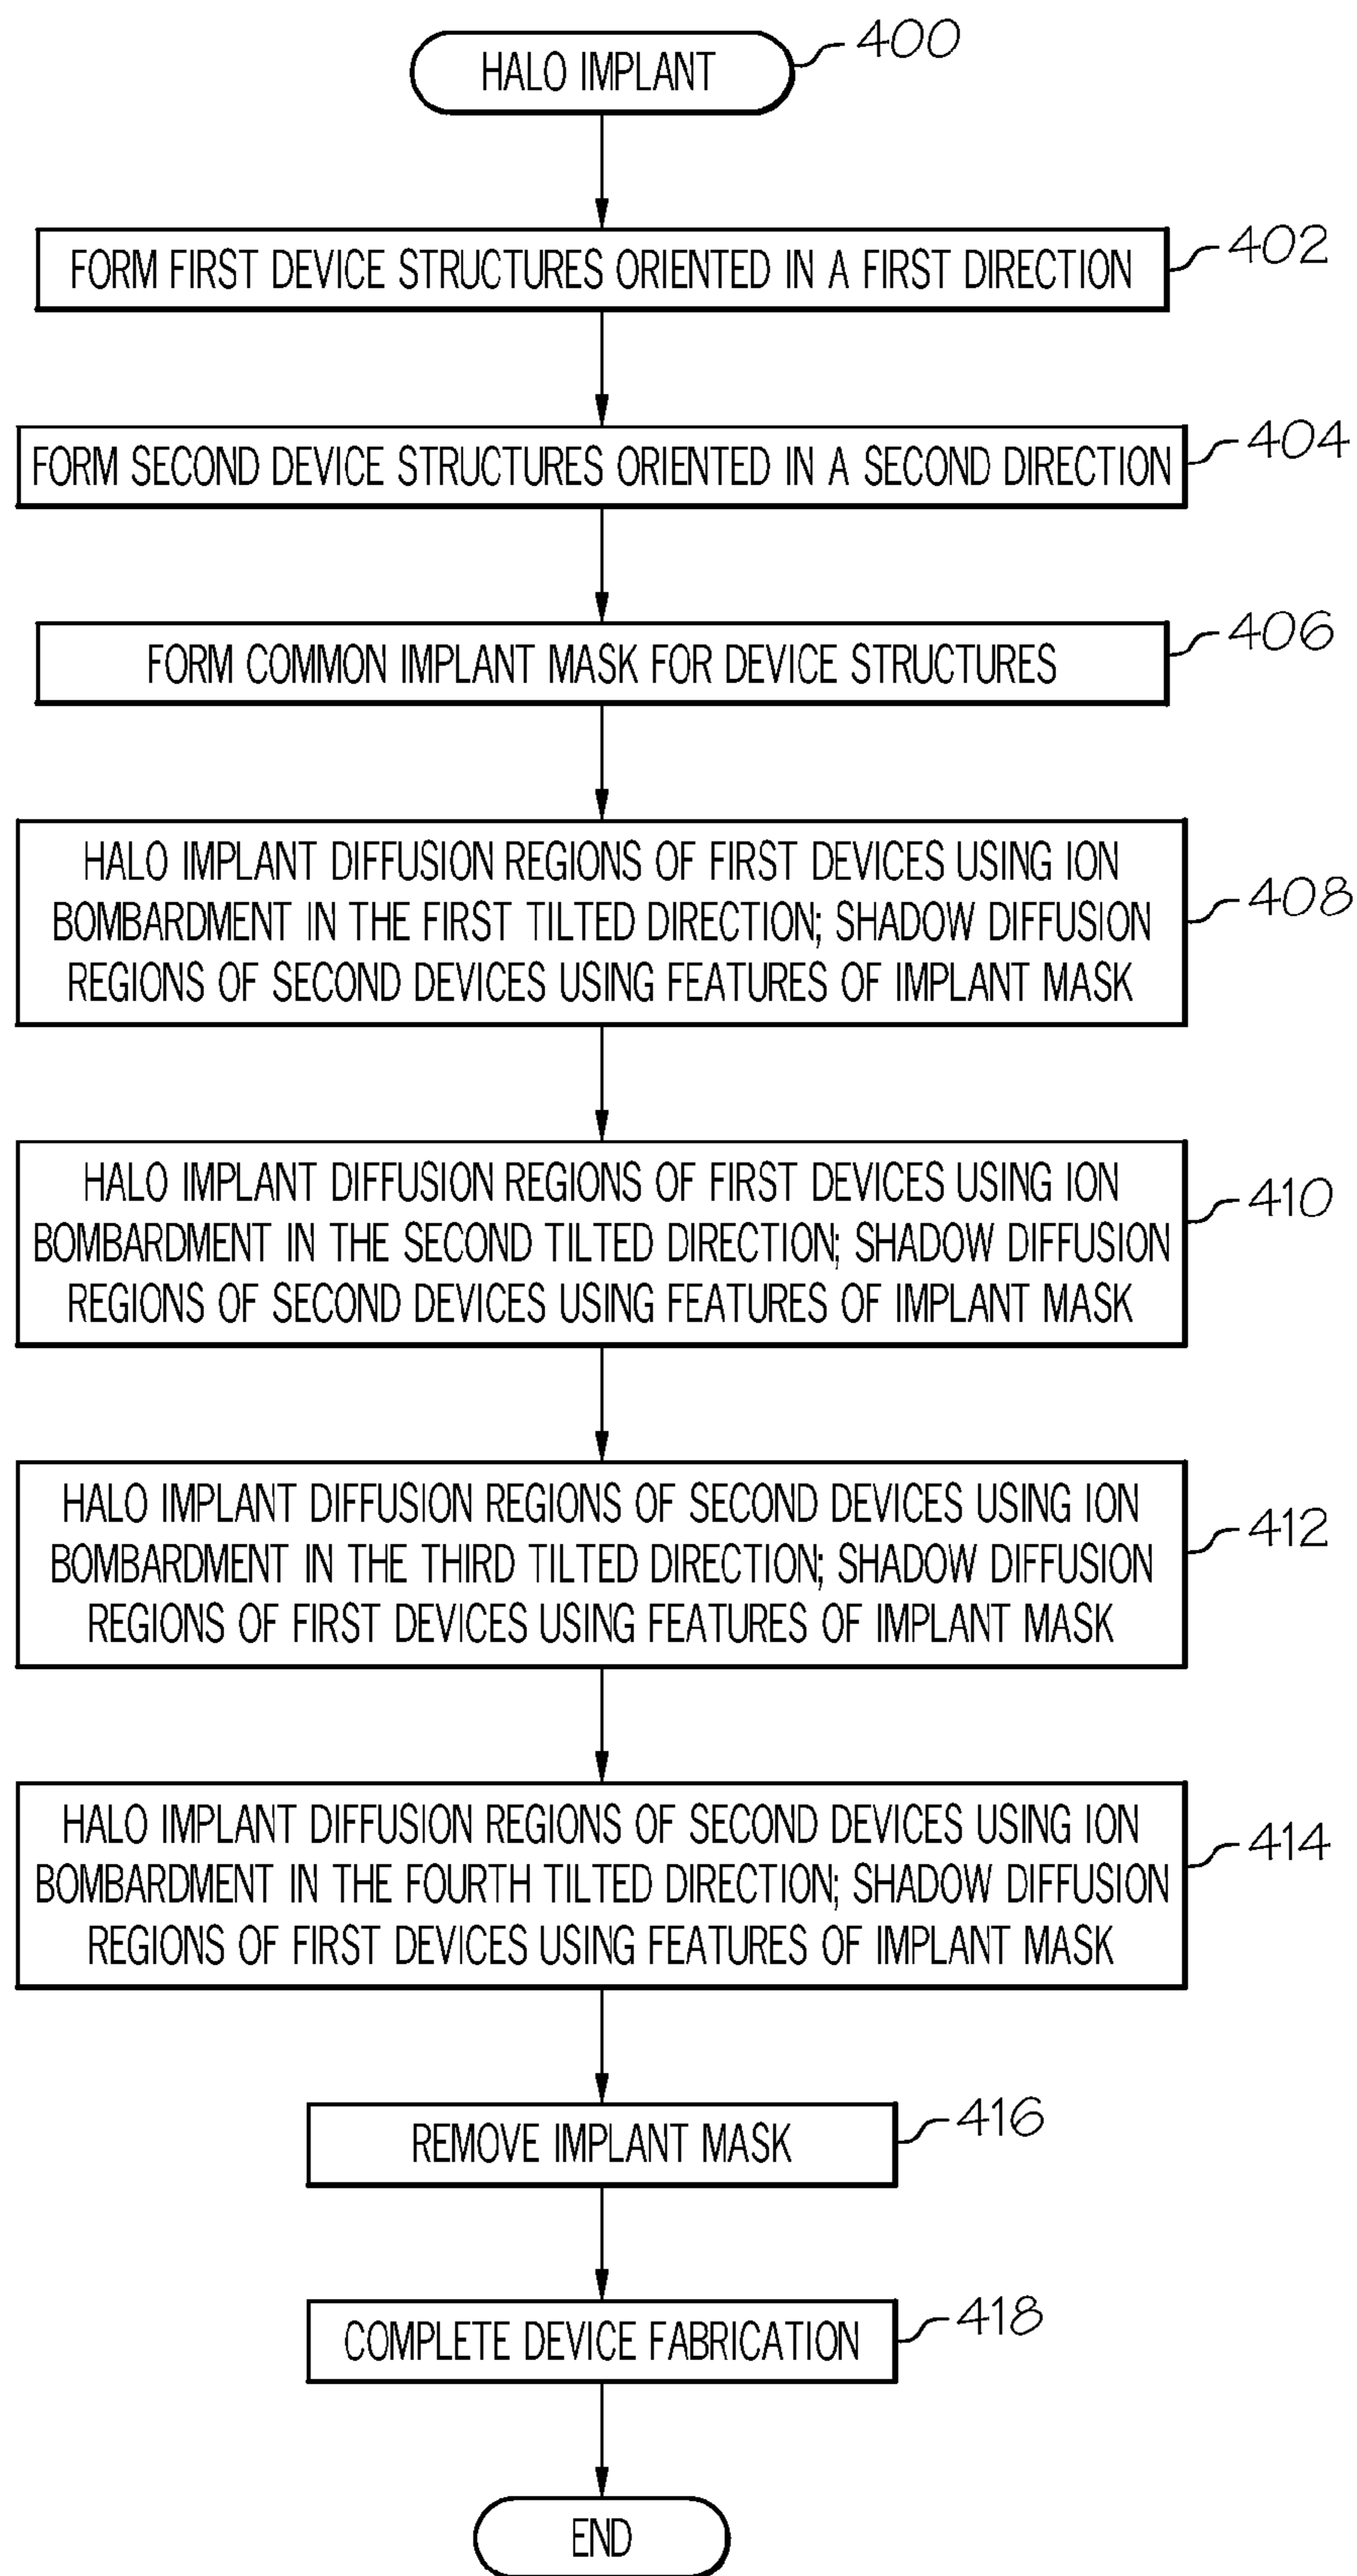 HALO IMPLANT
400
FORM FIRST DEVICE STRUCTURES ORIENTED IN A FIRST DIRECTION
402
FORM SECOND DEVICE STRUCTURES ORIENTED IN A SECOND DIRECTION
404
FORM COMMON IMPLANT MASK FOR DEVICE STRUCTURES
406
HALO IMPLANT DIFFUSION REGIONS OF FIRST DEVICES USING ION
BOMBARDMENT IN THE FIRST TILTED DIRECTION; SHADOW DIFFUSION
REGIONS OF SECOND DEVICES USING FEATURES OF IMPLANT MASK
408
HALO IMPLANT DIFFUSION REGIONS OF FIRST DEVICES USING ION
BOMBARDMENT IN THE SECOND TILTED DIRECTION; SHADOW DIFFUSION
REGIONS OF SECOND DEVICES USING FEATURES OF IMPLANT MASK
410
HALO IMPLANT DIFFUSION REGIONS OF SECOND DEVICES USING ION
BOMBARDMENT IN THE THIRD TILTED DIRECTION; SHADOW DIFFUSION
REGIONS OF FIRST DEVICES USING FEATURES OF IMPLANT MASK
412
HALO IMPLANT DIFFUSION REGIONS OF SECOND DEVICES USING ION
BOMBARDMENT IN THE FOURTH TILTED DIRECTION; SHADOW DIFFUSION
REGIONS OF FIRST DEVICES USING FEATURES OF IMPLANT MASK
414
REMOVE IMPLANT MASK
416
COMPLETE DEVICE FABRICATION
418
END